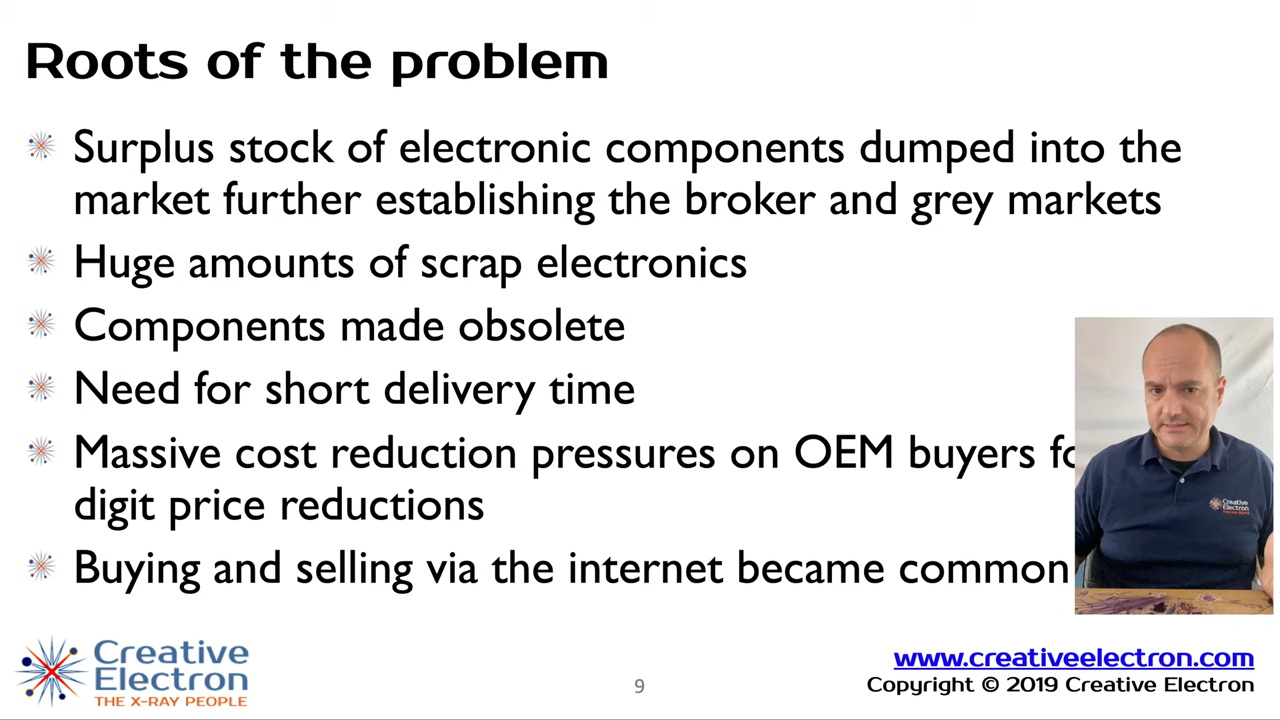 Roots of the problem
Surplus stock of electronic components dumped into the
market further establishing the broker and grey markets
Huge amounts of scrap electronics
Components made obsolete
Need for short delivery time
Massive cost reduction pressures on OEM buyers
digit price reductions
Buying and selling via the internet became common
Creative
Electron
Creative
Electron
THE X-RAY PEOPLE
9
www.creativeelectron.com
Copyright © 2019 Creative Electron